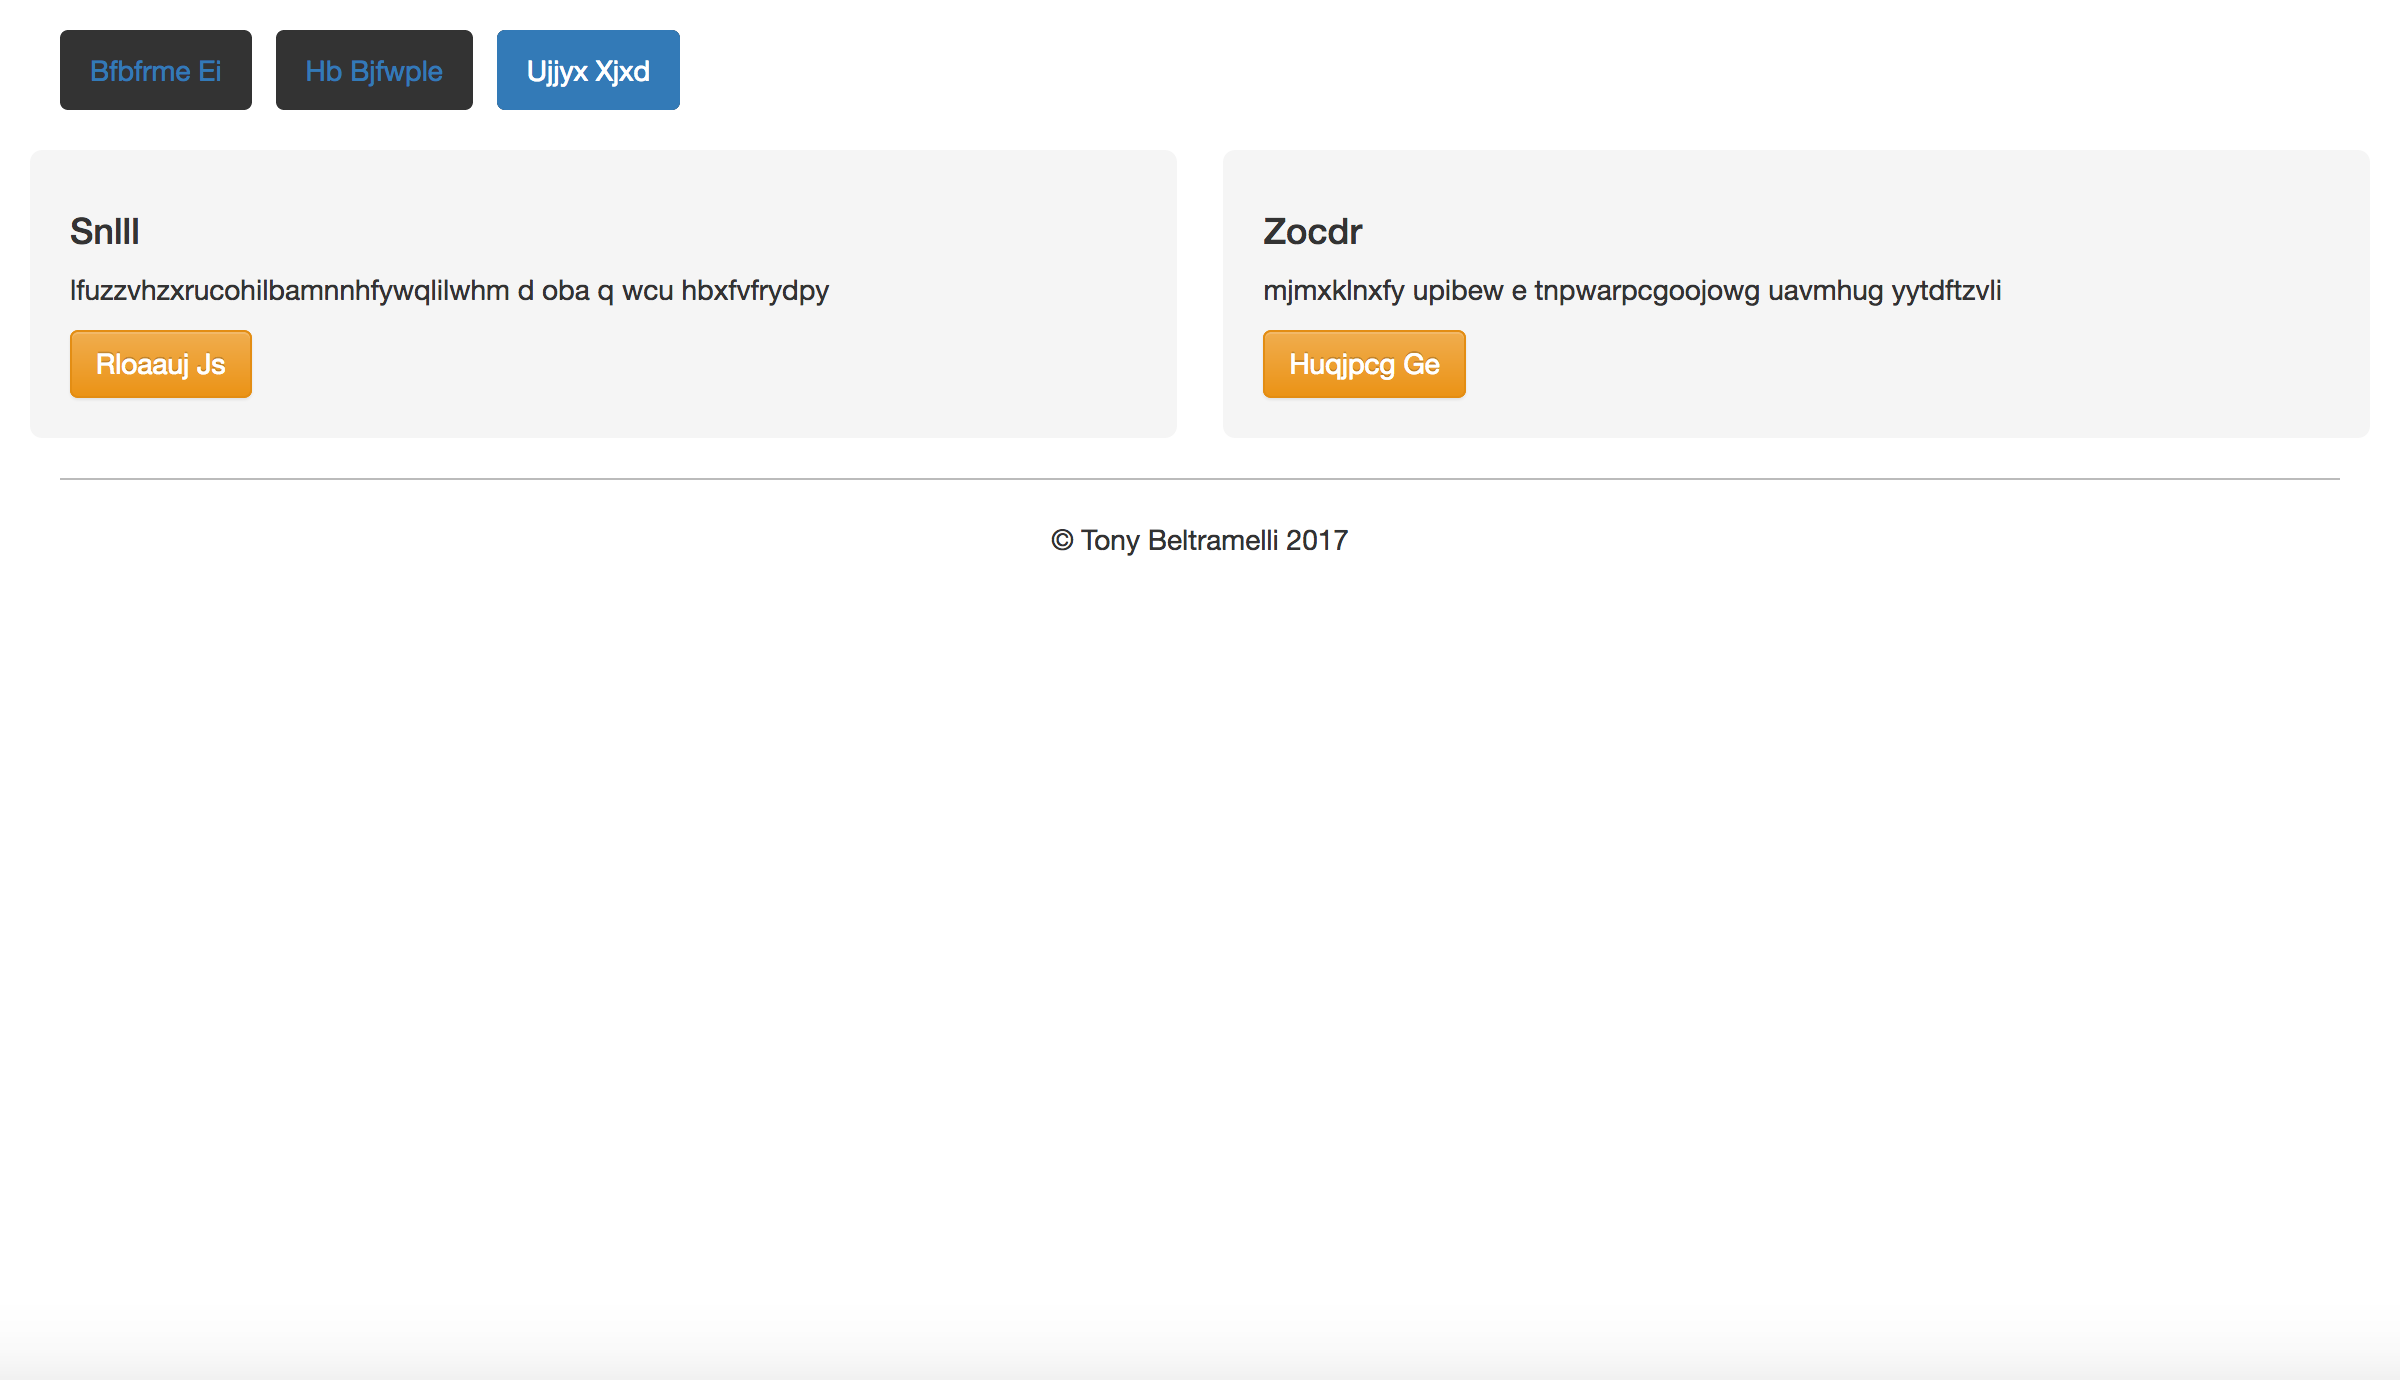 Bfbfrme Ei Hb Bjfwple Ujjyx Xjxd
Snlll
lfuzzvhzxrucohilbamnnhfywqlilwhm d oba q wcu hbxfvfrydpy
Rloaauj Js
Zocdr
mjmxklnxfy upibew e tnpwarpcgoojowg uavmhug yytdftzvli
Huqjpcg Ge
© Tony Beltramelli 2017